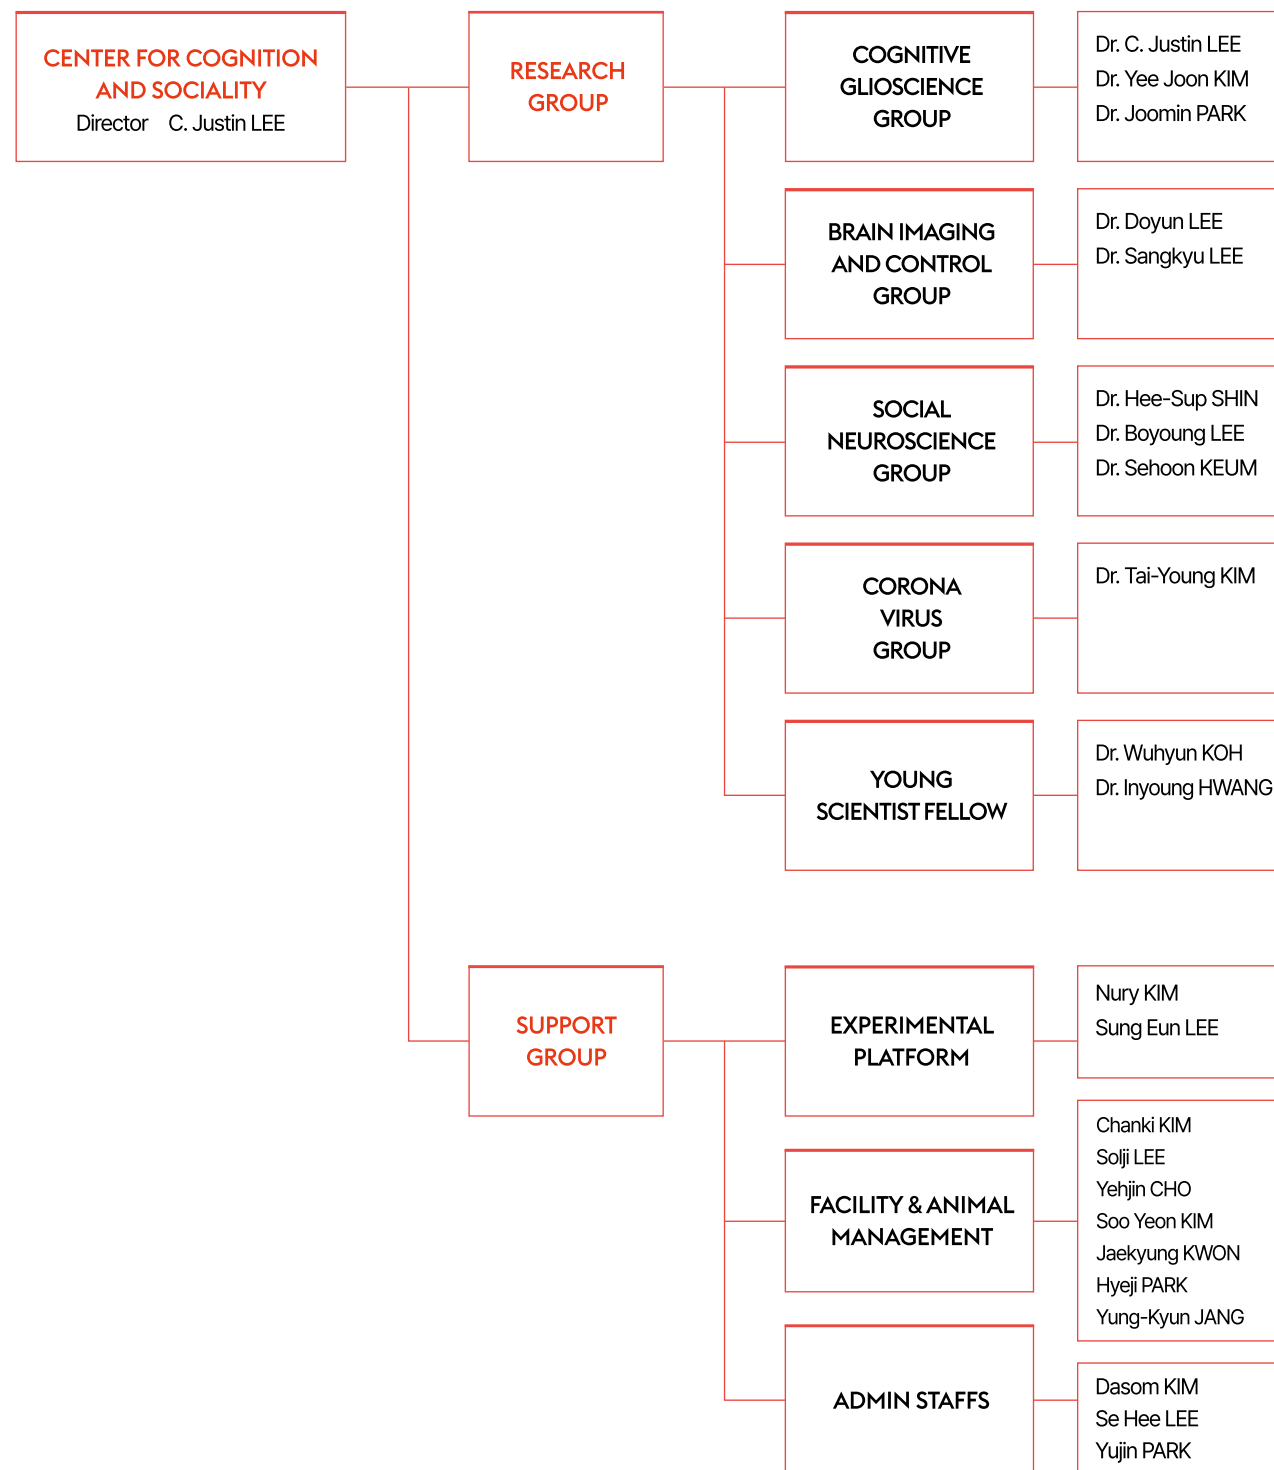 CENTER FOR COGNITION
AND SOCIALITY
Director C. Justin LEE
RESEARCH
GROUP
COGNITIVE
GLIOSCIENCE
GROUP
Dr. C. Justin LEE
Dr. Yee Joon KIM
Dr. Joomin PARK
BRAIN IMAGING
AND CONTROL
GROUP
Dr. Doyun LEE
Dr. Sangkyu LEE
SOCIAL
NEUROSCIENCE
GROUP
Dr. Hee-Sup SHIN
Dr. Boyoung LEE
Dr. Sehoon KEUM
CORONA
VIRUS
GROUP
Dr. Tai-Young KIM
YOUNG
SCIENTIST FELLOW
Dr. Wuhyun KOH
Dr. Inyoung HWANG
SUPPORT
GROUP
EXPERIMENTAL
PLATFORM
Nury KIM
Sung Eun LEE
FACILITY & ANIMAL
MANAGEMENT
Chanki KIM
Solji LEE
Yehjin CHO
Soo Yeon KIM
Jaekyung KWON
Hyeji PARK
Yung-Kyun JANG
ADMIN STAFFS
Dasom KIM
Se Hee LEE
Yujin PARK